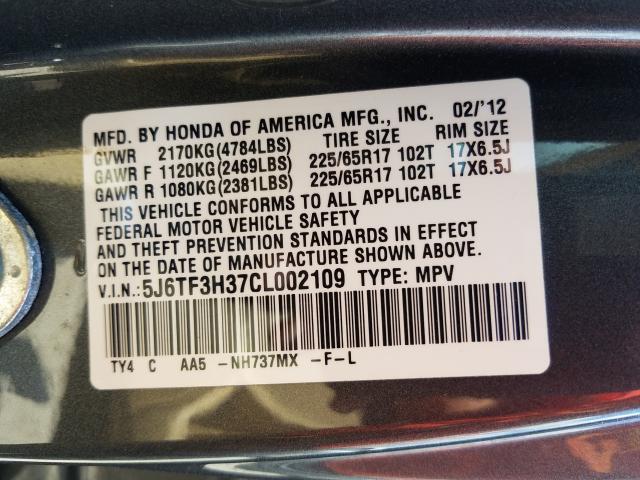 MFD. BY HONDA OF AMERICA MFG., INC. 02/'12
GVWR 2170KG(4784LBS) TIRE SIZE RIM SIZE
GAWR F 1120KG(2469LBS) 225/65R17 102T 17X6.5J
GAWR R 1080KG(2381LBS) 225/65R17 102T 17X6.5J
THIS VEHICLE CONFORMS TO ALL APPLICABLE
FEDERAL MOTOR VEHICLE SAFETY
AND THEFT PREVENTION STANDARDS IN EFFECT
ON THE DATE OF MANUFACTURE SHOWN ABOVE.
V.I.N.:5J6TF3H37CL002109 TYPE: MPV
TY4 C AA5 -NH737MX -F-L